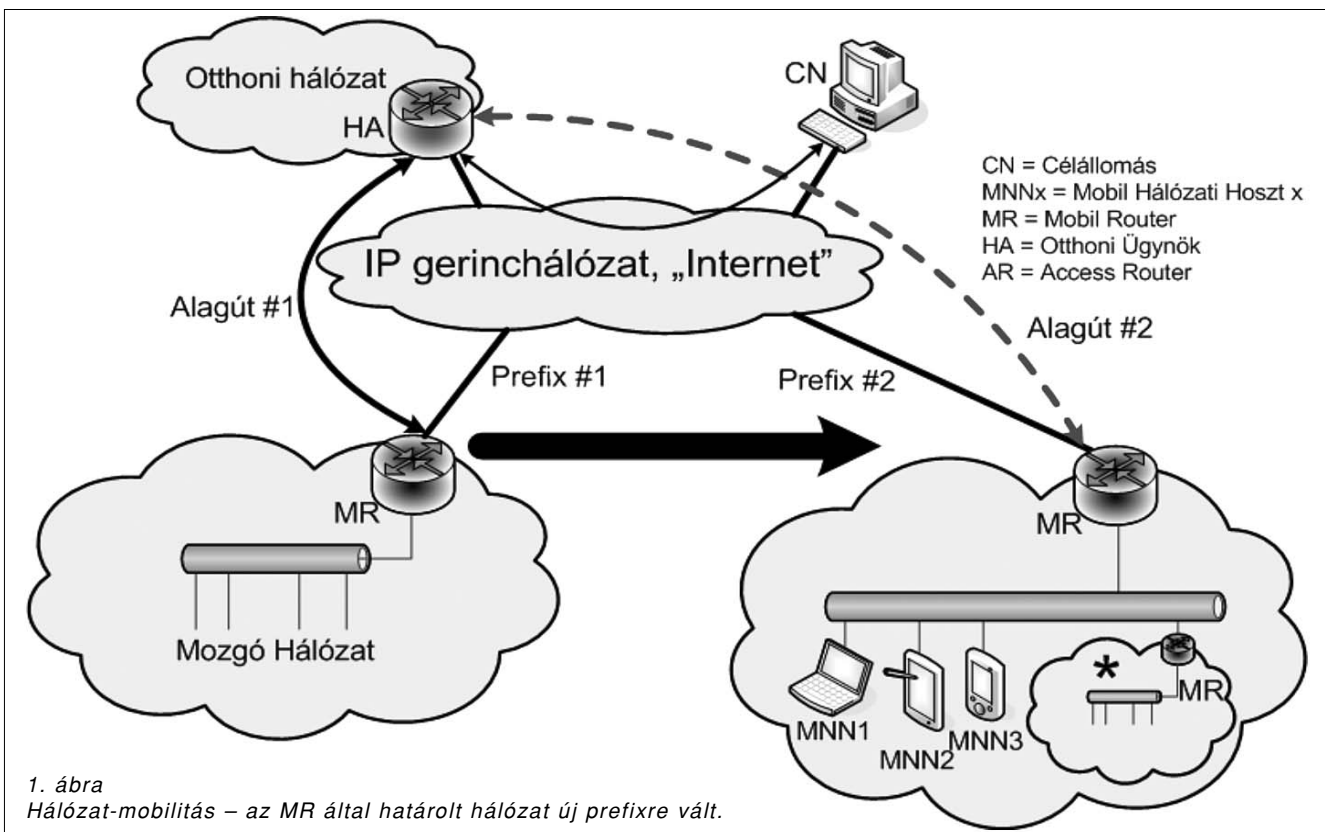 Otthoni hálózat
HA
CN
CN = Célállomás
MNNx = Mobil Hálózati Hoszt x
MR = Mobil Router
HA = Otthoni Ügynök
AR = Access Router
IP gerinchálózat, „Internet”
Alagút #1
Alagút #2
Prefix #1
Prefix #2
MR
MR
Mozgó Hálózat
*
MR
MNN1
MNN2
MNN3
1. ábra
Hálózat-mobilitás – az MR által határolt hálózat új prefixre vált.